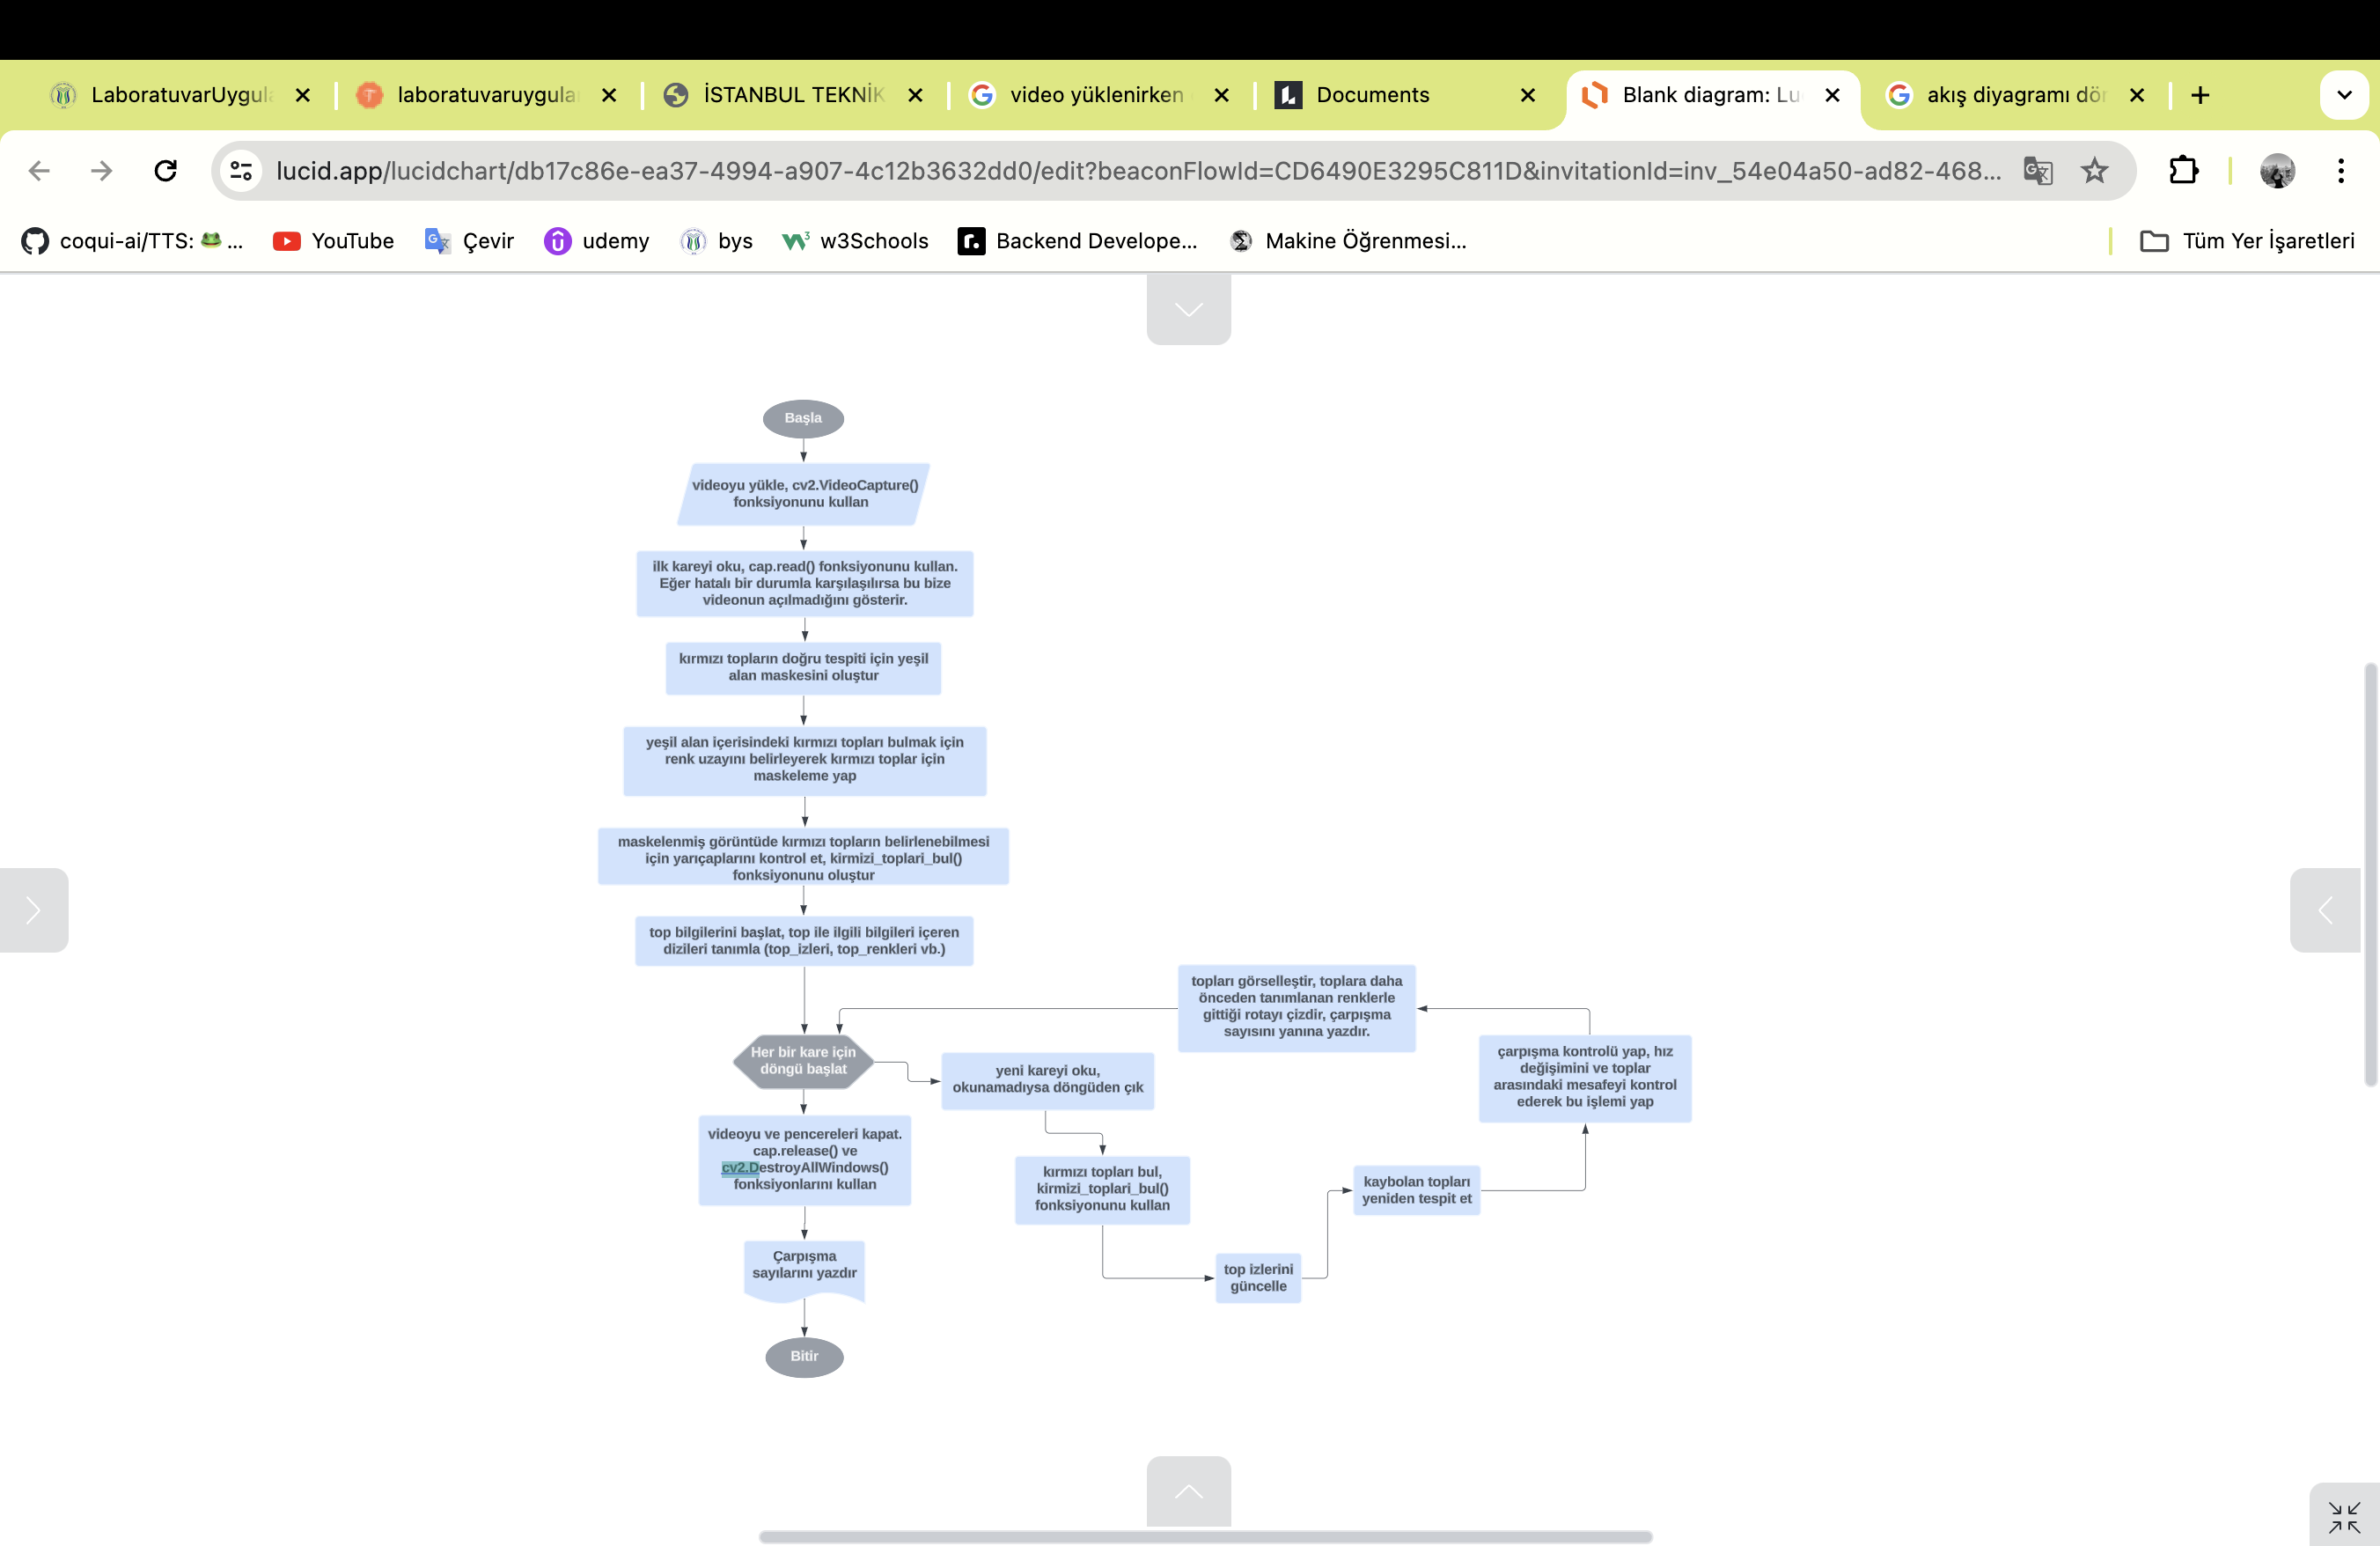 LaboratuvarUygula
laboratuvaruygula
İSTANBUL TEKNİK
video yüklenirken
Documents
Blank diagram: Lu
akış diyagramı dön
lucid.app/lucidchart/db17c86e-ea37-4994-a907-4c12b3632dd0/edit?beaconFlowId=CD6490E3295C811D&invitationId=inv_54e04a50-ad82-468...
coqui-ai/TTS: 🐸 ...
YouTube
Çevir
udemy
bys
w3Schools
Backend Develope...
Makine Öğrenmesi...
Tüm Yer İşaretleri
Başla
videoyu yükle, cv2.VideoCapture()
fonksiyonunu kullan
ilk kareyi oku, cap.read() fonksiyonunu kullan.
Eğer hatalı bir durumla karşılaşılırsa bu bize
videonun açılmadığını gösterir.
kırmızı topların doğru tespiti için yeşil
alan maskesini oluştur
yeşil alan içerisindeki kırmızı topları bulmak için
renk uzayını belirleyerek kırmızı toplar için
maskeleme yap
maskelenmiş görüntüde kırmızı topların belirlenebilmesi
için yarıçaplarını kontrol et, kirmizi_toplari_bul()
fonksiyonunu oluştur
top bilgilerini başlat, top ile ilgili bilgileri içeren
dizileri tanımla (top_izleri, top_renkleri vb.)
Her bir kare için
döngü başlat
yeni kareyi oku,
okunamadıysa döngüden çık
kırmızı topları bul,
kirmizi_toplari_bul()
fonksiyonunu kullan
top izlerini
güncelle
kaybolan topları
yeniden tespit et
çarpışma kontrolü yap, hız
değişimini ve toplar
arasındaki mesafeyi kontrol
ederek bu işlemi yap
topları görselleştir, toplara daha
önceden tanımlanan renklerle
gittiği rotayı çizdir, çarpışma
sayısını yanına yazdır.
videoyu ve pencereleri kapat.
cap.release() ve
cv2.DestroyAllWindows()
fonksiyonlarını kullan
Çarpışma
sayılarını yazdır
Bitir